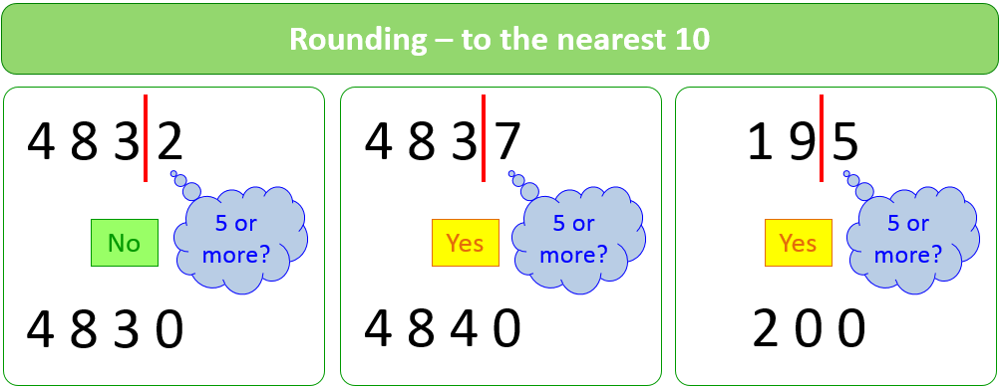 Rounding – to the nearest 10
4 8 3 2
5 or
more?
No
4 8 3 0
4 8 3 7
5 or
more?
Yes
4 8 4 0
1 9 5
5 or
more?
Yes
2 0 0